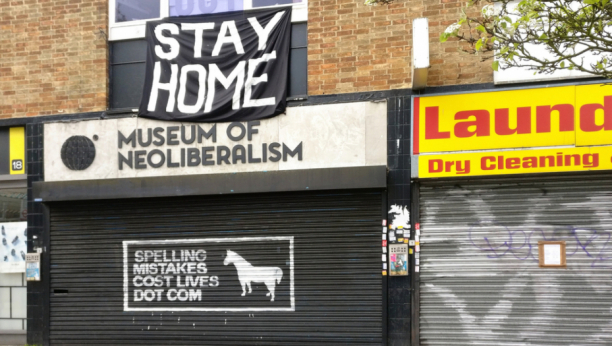 STAY
HOME
MUSEUM OF
NEOLIBERALISM
Laund
Dry Cleaning
18
SPELLING
MISTAKES
COST LIVES
DOT COM